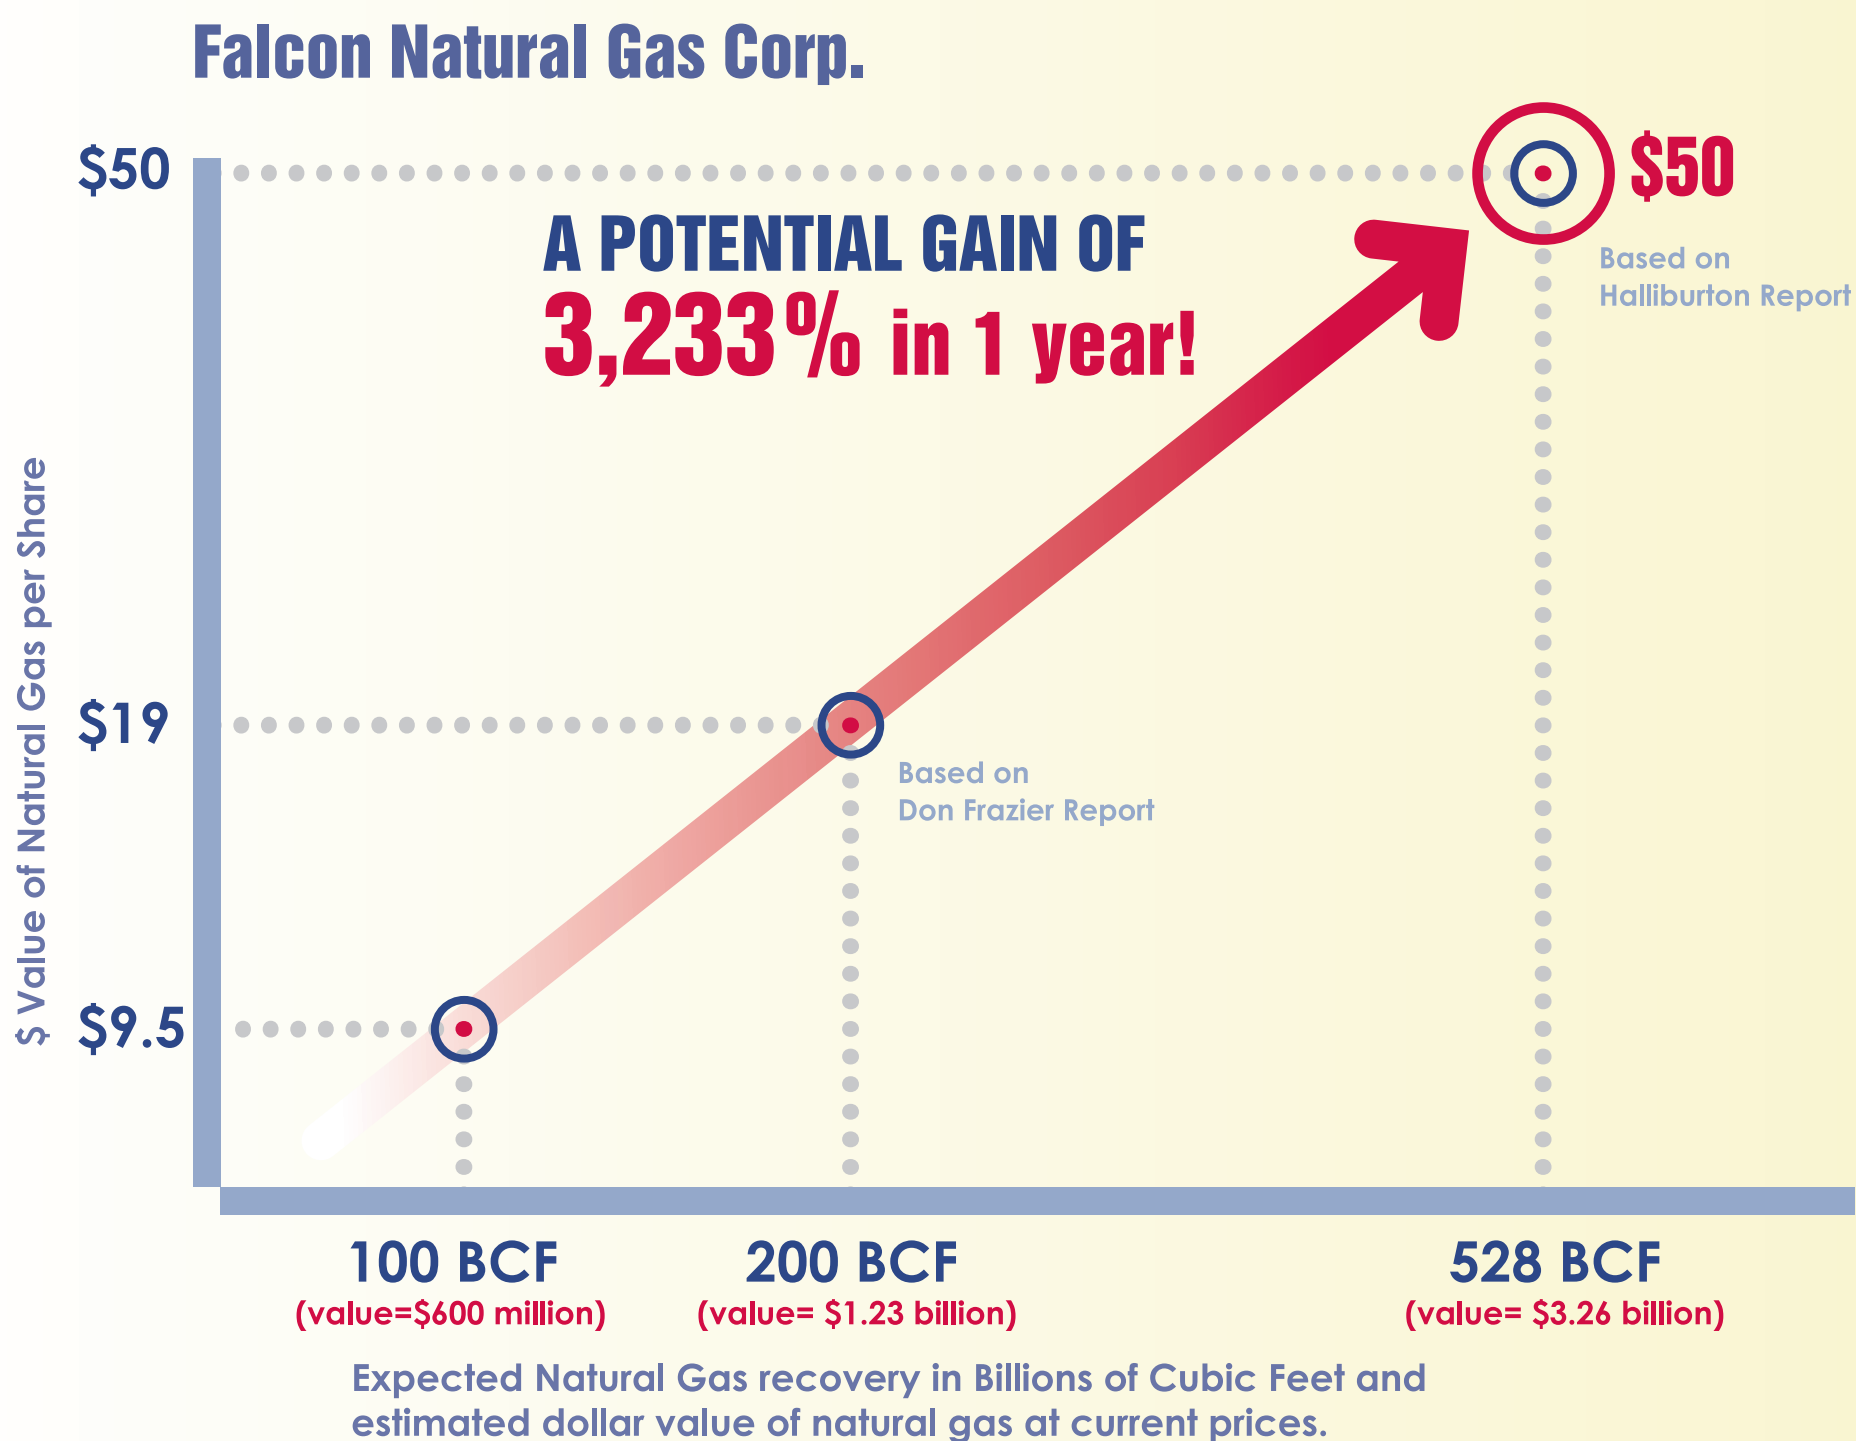 Falcon Natural Gas Corp.
$50
$50
A POTENTIAL GAIN OF
3,233% in 1 year!
Based on
Halliburton Report
$ Value of Natural Gas per Share
$19
Based on
Don Frazier Report
$9.5
100 BCF
(value=$600 million)
200 BCF
(value= $1.23 billion)
528 BCF
(value= $3.26 billion)
Expected Natural Gas recovery in Billions of Cubic Feet and
estimated dollar value of natural gas at current prices.